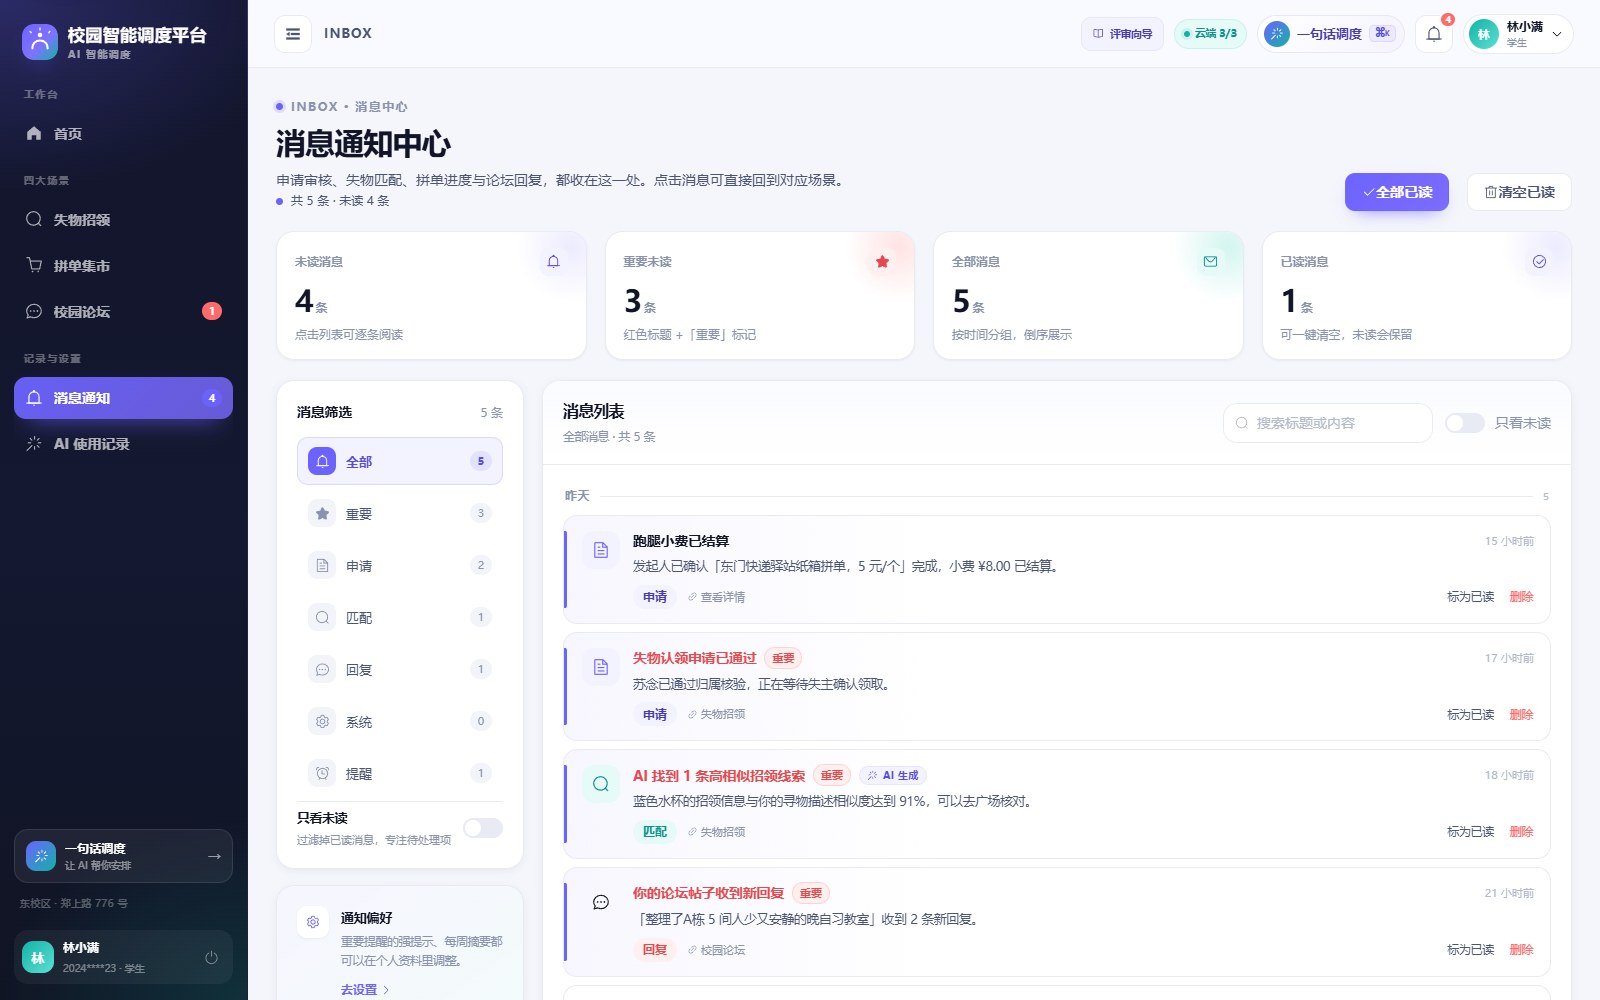 校园智能调度平台
AI 智能调度
工作台
首页
四大场景
失物招领
拼单集市
校园论坛
1
记录与设置
消息通知
4
AI 使用记录
一句话调度
让 AI 帮你安排
→
东校区 · 郑上路 776 号
林
林小满
2024****23 · 学生
INBOX
评审向导
云端 3/3
一句话调度
⌘K
4
林
林小满
学生
INBOX • 消息中心
消息通知中心
申请审核、失物匹配、拼单进度与论坛回复，都收在这一处。点击消息可直接回到对应场景。
共 5 条 · 未读 4 条
全部已读
清空已读
未读消息
4 条
点击列表可逐条阅读
重要未读
3 条
红色标题 +「重要」标记
全部消息
5 条
按时间分组，倒序展示
已读消息
1 条
可一键清空，未读会保留
消息筛选
5 条
全部
5
重要
3
申请
2
匹配
1
回复
1
系统
0
提醒
1
只看未读
过滤掉已读消息，专注待处理项
通知偏好
重要提醒的强提示、每周摘要都
可以在个人资料里调整。
去设置
消息列表
全部消息 · 共 5 条
搜索标题或内容
只看未读
昨天
5
跑腿小费已结算
15 小时前
发起人已确认「东门快递驿站纸箱拼单，5 元/个」完成，小费 ¥8.00 已结算。
申请
查看详情
标为已读
删除
失物认领申请已通过
重要
17 小时前
苏念已通过归属核验，正在等待失主确认领取。
申请
失物招领
标为已读
删除
AI 找到 1 条高相似招领线索
重要
AI 生成
18 小时前
蓝色水杯的招领信息与你的寻物描述相似度达到 91%，可以去广场核对。
匹配
失物招领
标为已读
删除
你的论坛帖子收到新回复
重要
21 小时前
「整理了A栋 5 间人少又安静的晚自习教室」收到 2 条新回复。
回复
校园论坛
标为已读
删除